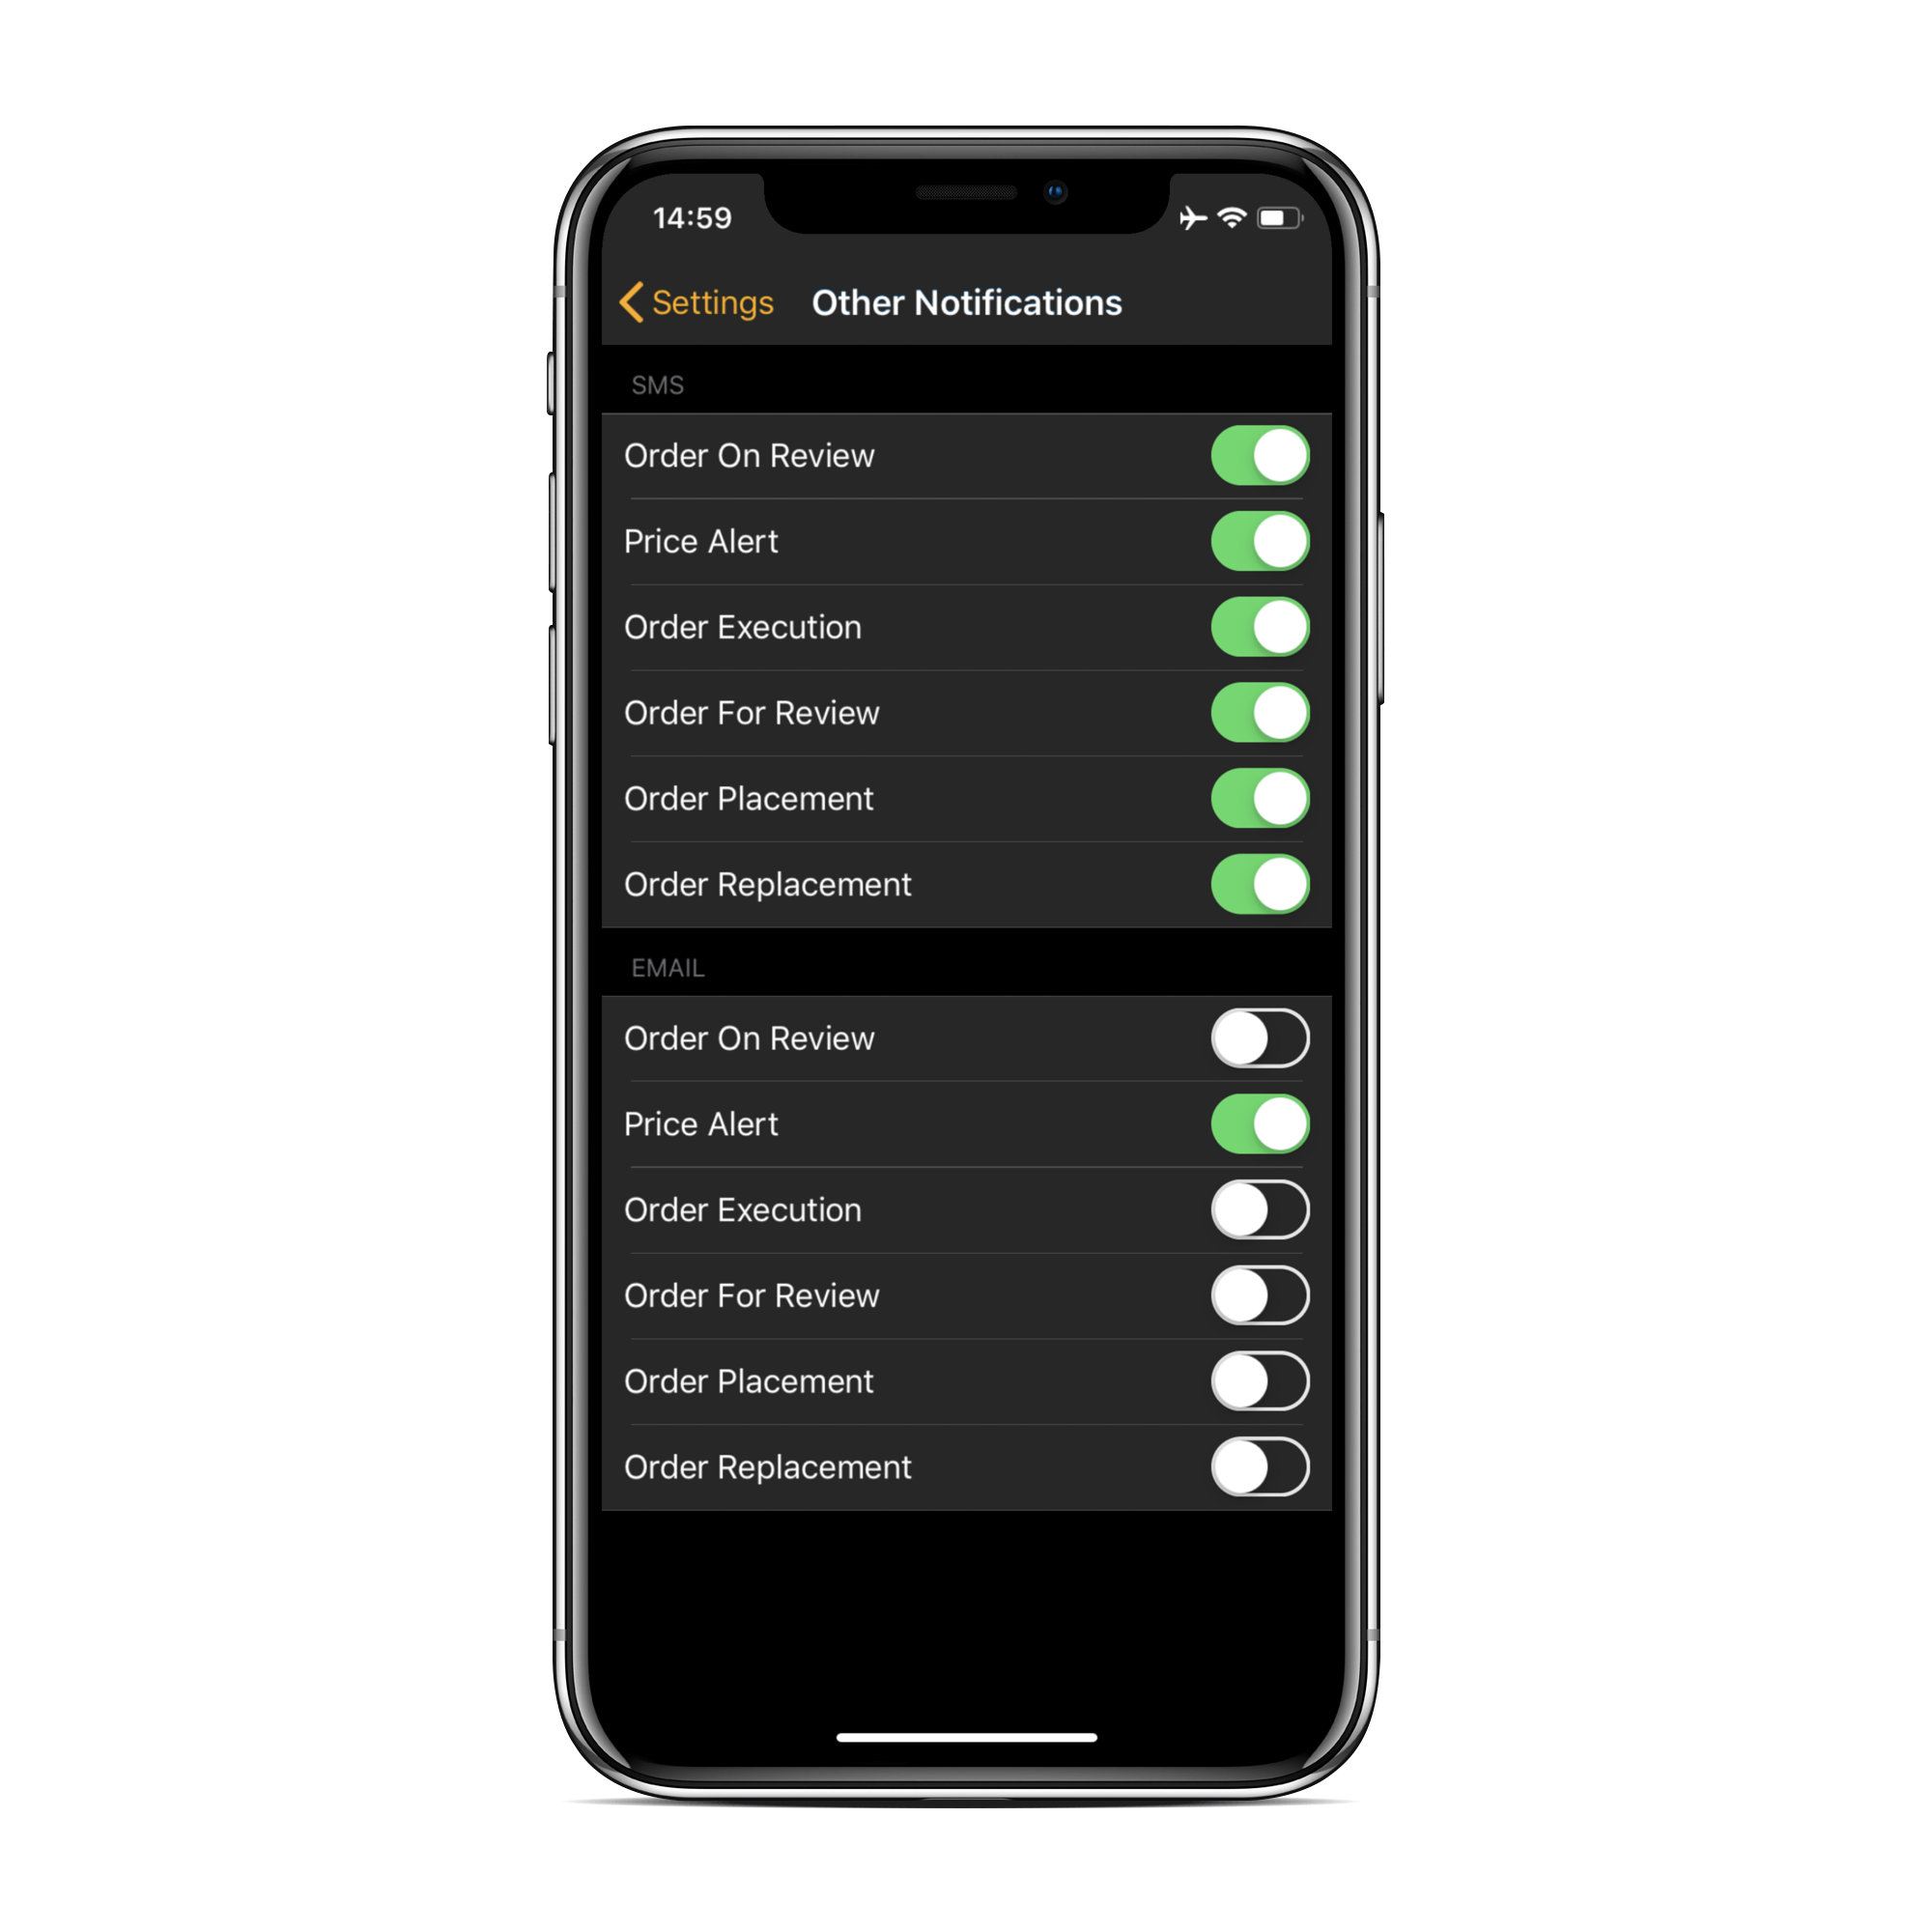 14:59
Settings Other Notifications
SMS
Order On Review
Price Alert
Order Execution
Order For Review
Order Placement
Order Replacement
EMAIL
Order On Review
Price Alert
Order Execution
Order For Review
Order Placement
Order Replacement